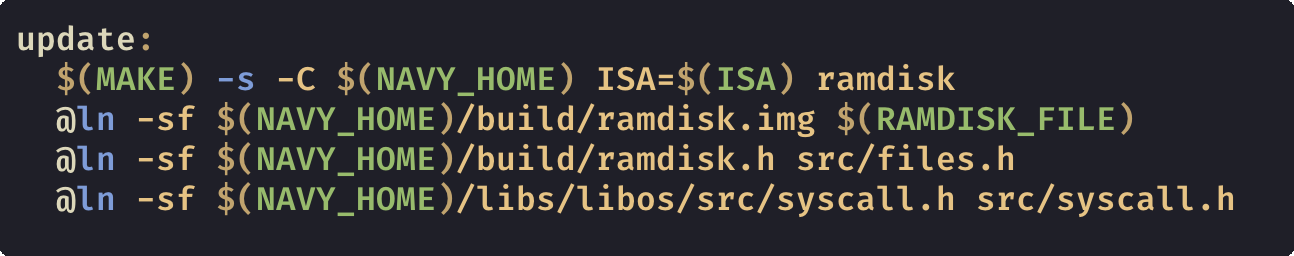 update:
  $(MAKE) -s -C $(NAVY_HOME) ISA=$(ISA) ramdisk
  @ln -sf $(NAVY_HOME)/build/ramdisk.img $(RAMDISK_FILE)
  @ln -sf $(NAVY_HOME)/build/ramdisk.h src/files.h
  @ln -sf $(NAVY_HOME)/libs/libos/src/syscall.h src/syscall.h